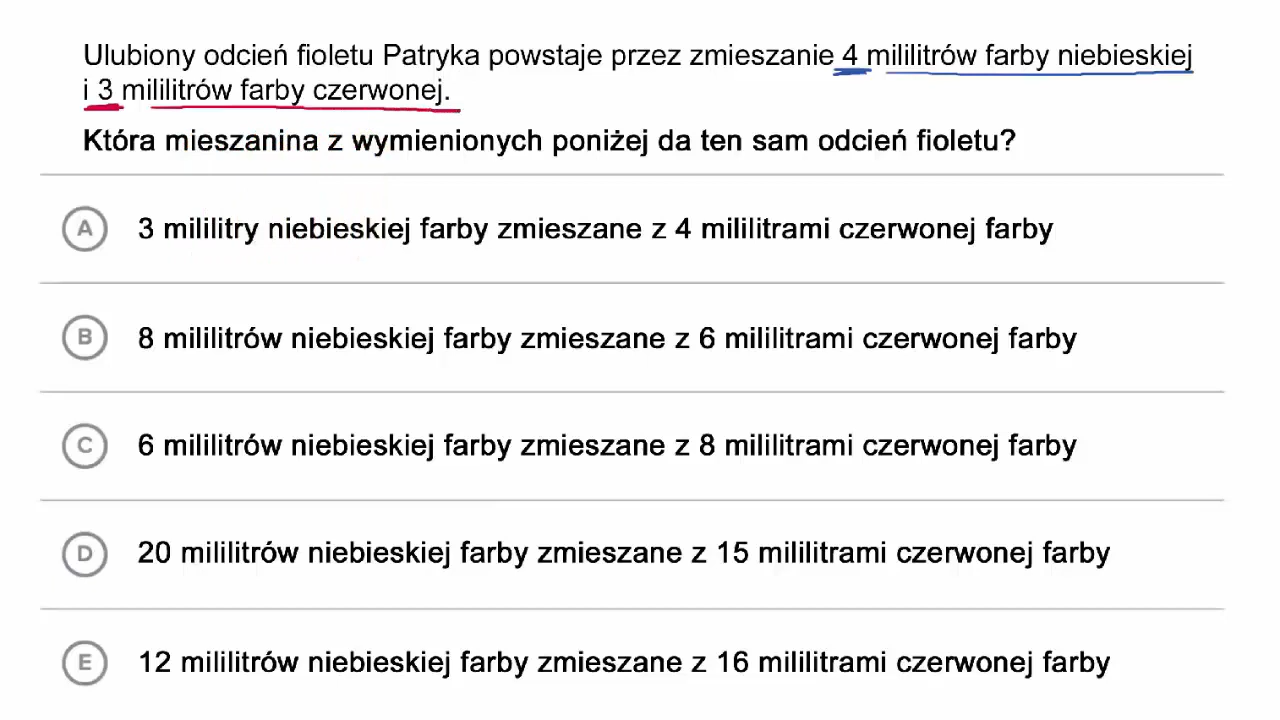 Ulubiony odcień fioletu Patryka powstaje przez zmieszanie 4 mililitrów farby niebieskiej
i 3 mililitrów farby czerwonej.
Która mieszanina z wymienionych poniżej da ten sam odcień fioletu?
A 3 mililitry niebieskiej farby zmieszane z 4 mililitrami czerwonej farby
B 8 mililitrów niebieskiej farby zmieszane z 6 mililitrami czerwonej farby
C 6 mililitrów niebieskiej farby zmieszane z 8 mililitrami czerwonej farby
D 20 mililitrów niebieskiej farby zmieszane z 15 mililitrami czerwonej farby
E 12 mililitrów niebieskiej farby zmieszane z 16 mililitrami czerwonej farby